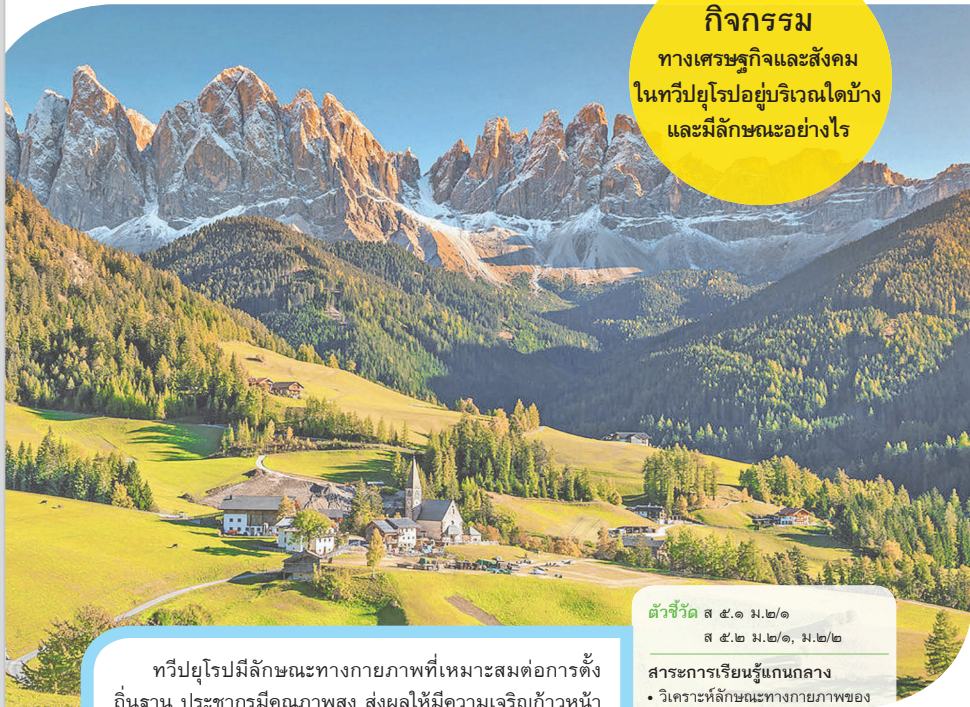 กิจกรรม
ทางเศรษฐกิจและสังคม
ในทวีปยุโรปอยู่บริเวณใดบ้าง
และมีลักษณะอย่างไร
ตัวชี้วัด ส ๕.๑ ม.๒/๑
ส ๕.๒ ม.๒/๑, ม.๒/๒
สาระการเรียนรู้แกนกลาง
• วิเคราะห์ลักษณะทางกายภาพของ
ทวีปยุโรปมีลักษณะทางกายภาพที่เหมาะสมต่อการตั้ง
ถิ่นฐาน ประชากรมีคุณภาพสูง ส่งผลให้มีความเจริญก้าวหน้า